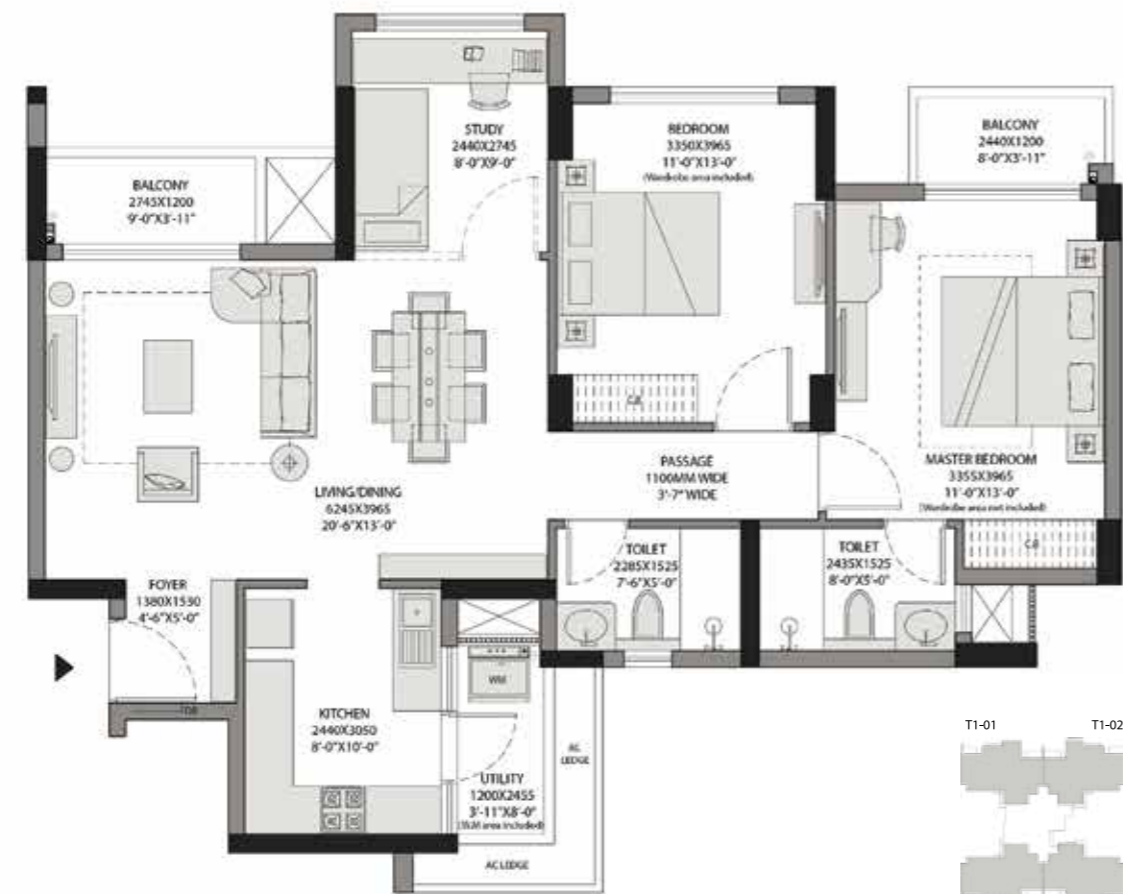 STUDY
2440X2745
8'-0"X9'-0"
BEDROOM
3350X3965
11'-0"X13'-0"
(Wardrobe area included)
BALCONY
2440X1200
8'-0"X3'-11"
BALCONY
2745X1200
9'-0"X3'-11"
C.B
PASSAGE
1100MM WIDE
3'-7" WIDE
MASTER BEDROOM
3355X3965
11'-0"X13'-0"
(Wardrobe area not included)
C.B
LIVING/DINING
6245X3965
20'-6"X13'-0"
TOILET
2285X1525
7'-6"X5'-0"
TOILET
2435X1525
8'-0"X5'-0"
FOYER
1380X1530
4'-6"X5'-0"
WM
DB
KITCHEN
2440X3050
8'-0"X10'-0"
AC
LEDGE
UTILITY
1200X2455
3'-11"X8'-0"
area included)
AC LEDGE
T1-01
T1-02